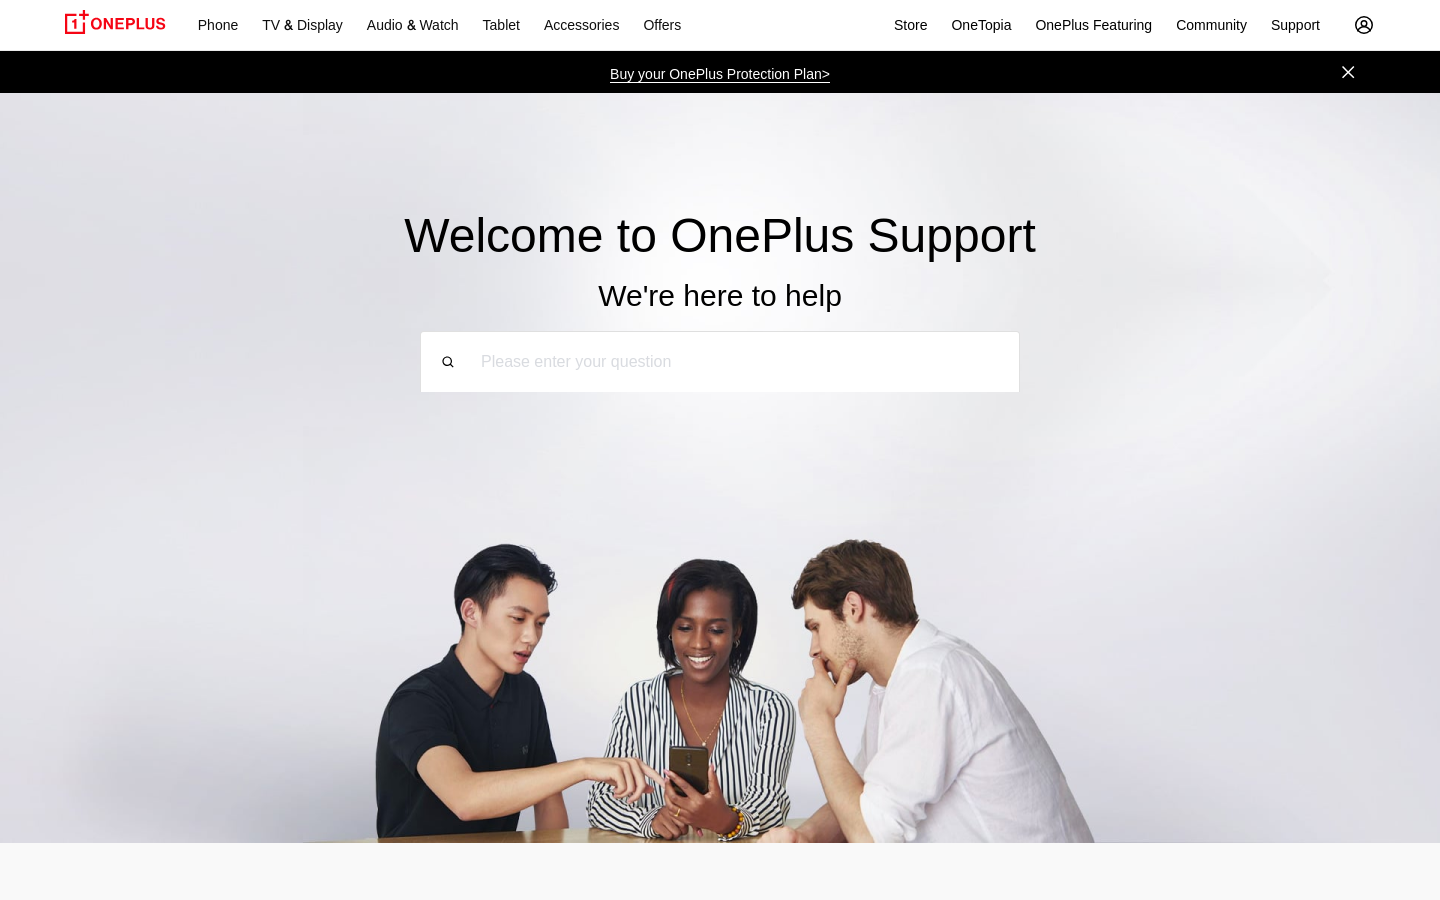 ONEPLUS Phone TV & Display Audio & Watch Tablet Accessories Offers Store OneTopia OnePlus Featuring Community Support
Buy your OnePlus Protection Plan>
Welcome to OnePlus Support
We're here to help
Please enter your question